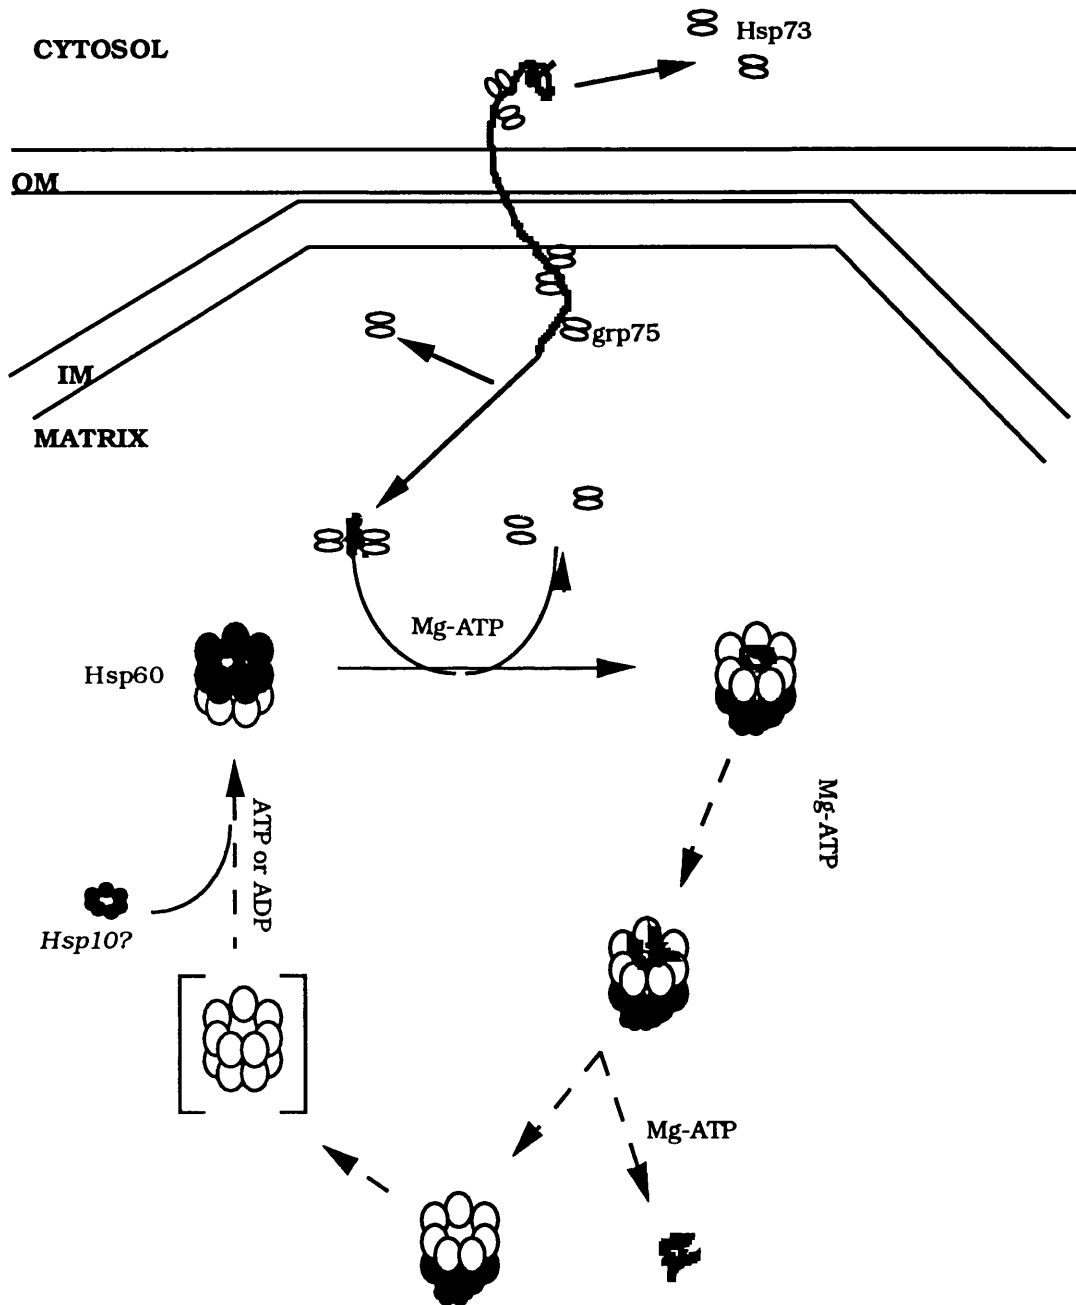 Hsp73
CYTOSOL
OM
grp75
IM
MATRIX
Mg-ATP
Hsp60
Mg-ATP
ATP or ADP
Hsp10?
Mg-ATP